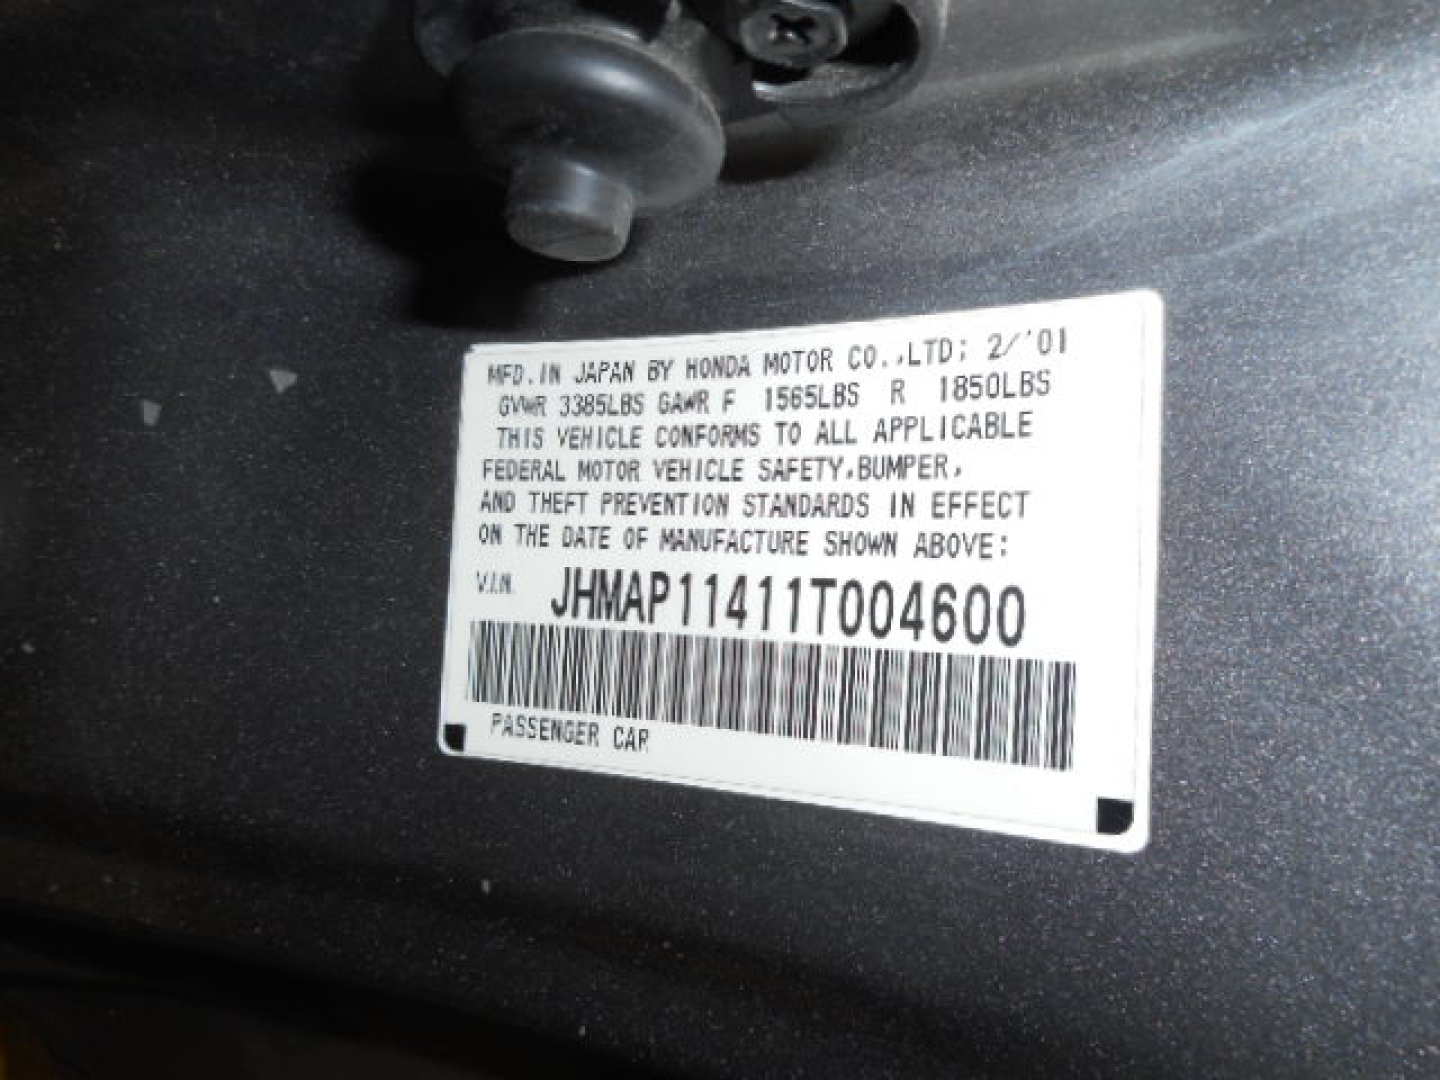 MFD. IN JAPAN BY HONDA MOTOR CO.,LTD; 2/'01
GVWR 3385LBS GAWR F 1565LBS R 1850LBS
THIS VEHICLE CONFORMS TO ALL APPLICABLE
FEDERAL MOTOR VEHICLE SAFETY,BUMPER,
AND THEFT PREVENTION STANDARDS IN EFFECT
ON THE DATE OF MANUFACTURE SHOWN ABOVE:
V.I.N. JHMAP11411T004600
PASSENGER CAR